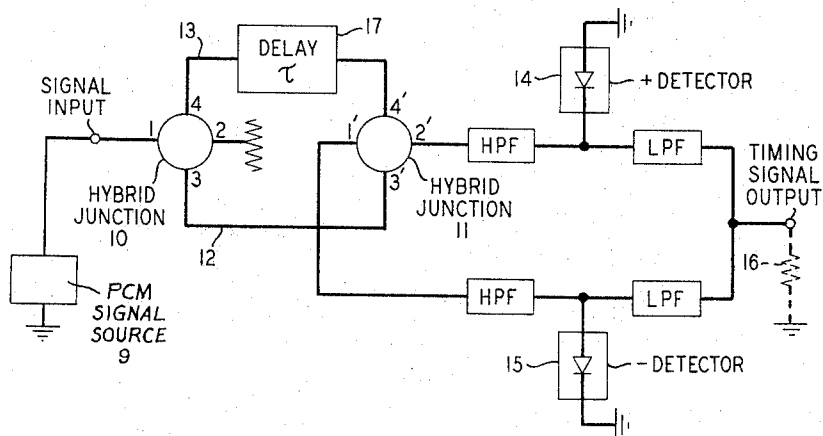 13
DELAY
τ
17
14
+ DETECTOR
SIGNAL
INPUT
1
4
2
3
HYBRID
JUNCTION
10
1'
4'
2'
3'
HYBRID
JUNCTION
11
HPF
LPF
TIMING
SIGNAL
OUTPUT
12
16
HPF
LPF
PCM
SIGNAL
SOURCE
9
15
- DETECTOR